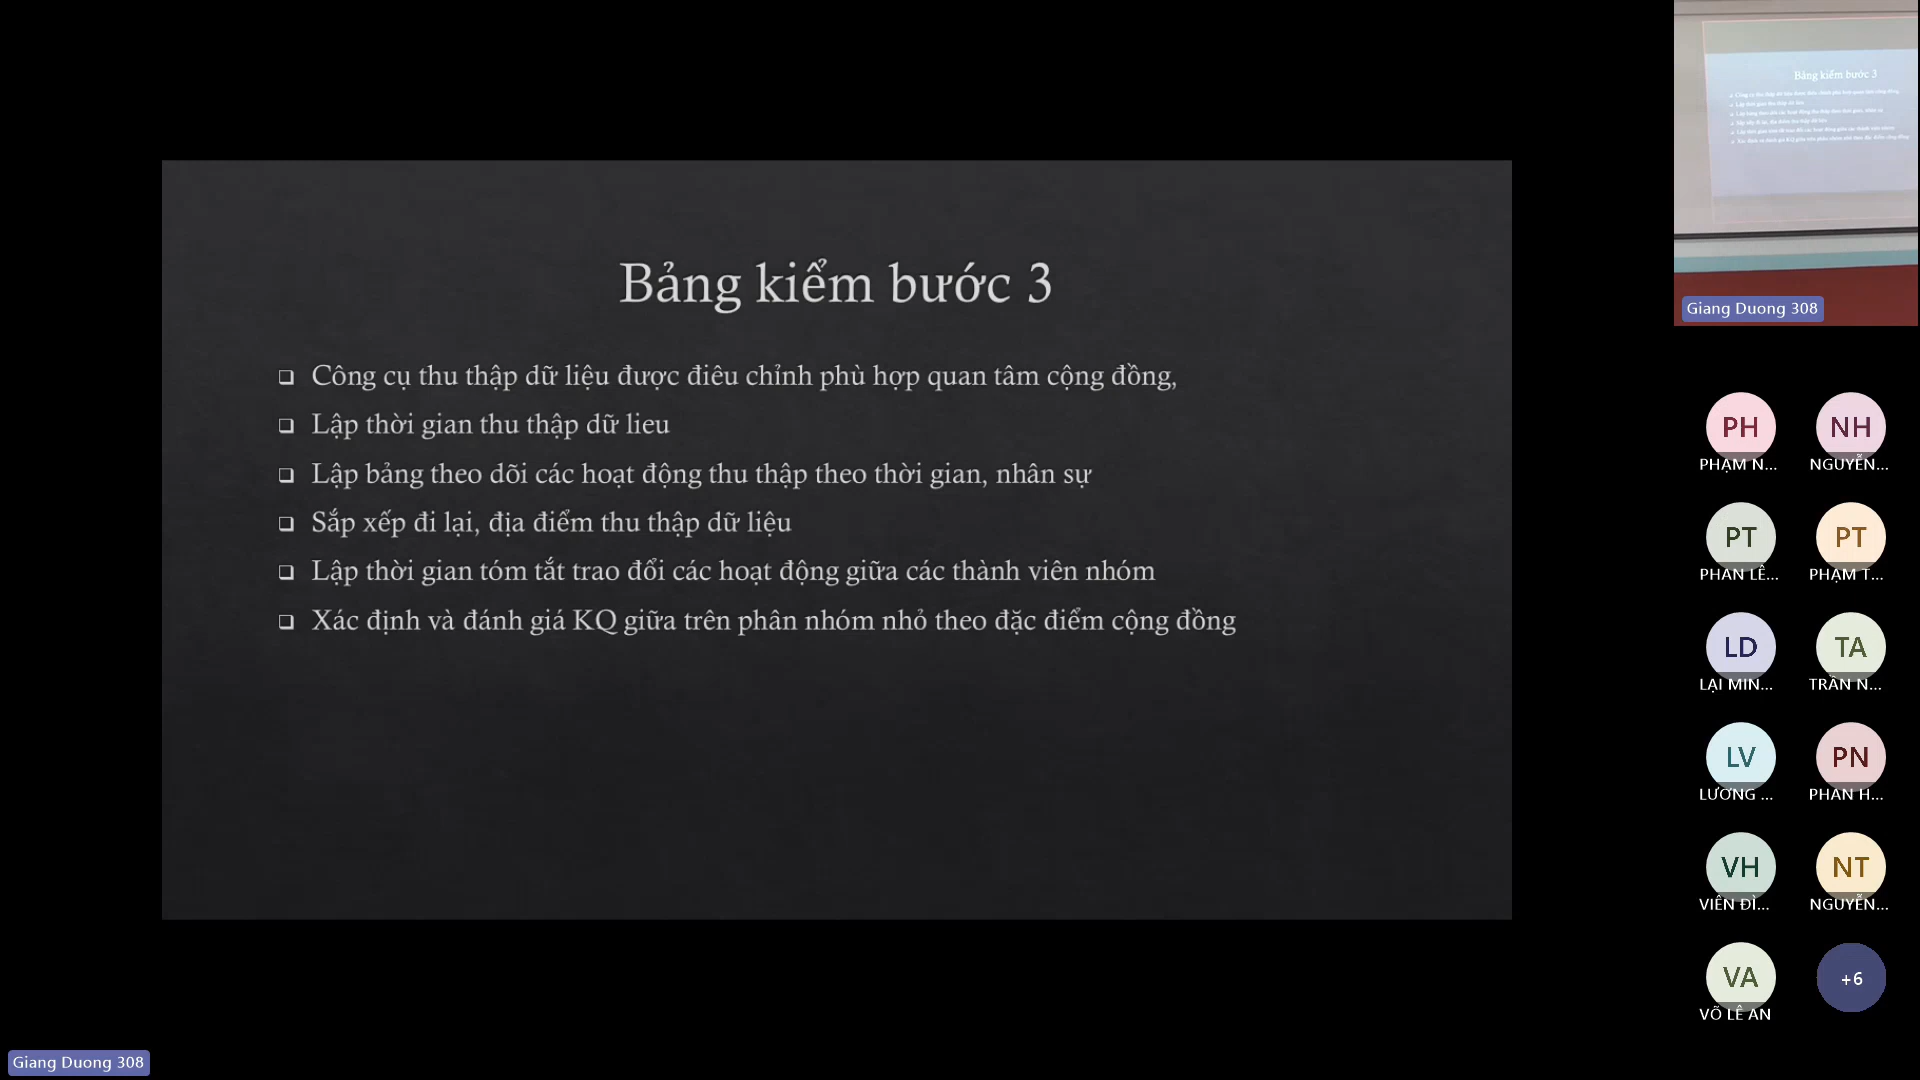 Bảng kiểm bước 3
Công cụ thu thập dữ liệu được điều chỉnh phù hợp quan tâm cộng đồng,
Lập thời gian thu thập dữ lieu
Lập bảng theo dõi các hoạt động thu thập theo thời gian, nhân sự
Sắp xếp đi lại, địa điểm thu thập dữ liệu
Lập thời gian tóm tắt trao đổi các hoạt động giữa các thành viên nhóm
Xác định và đánh giá KQ giữa trên phân nhóm nhỏ theo đặc điểm cộng đồng
Bảng kiểm bước 3
Giang Duong 308
PH NH
PHẠM N... NGUYỄN...
PT PT
PHAN LÊ... PHẠM T...
LD TA
LẠI MIN... TRẦN N...
LV PN
LƯƠNG ... PHAN H...
VH NT
VIÊN ĐÌ... NGUYỄN...
VA +6
VÕ LÊ AN
Giang Duong 308